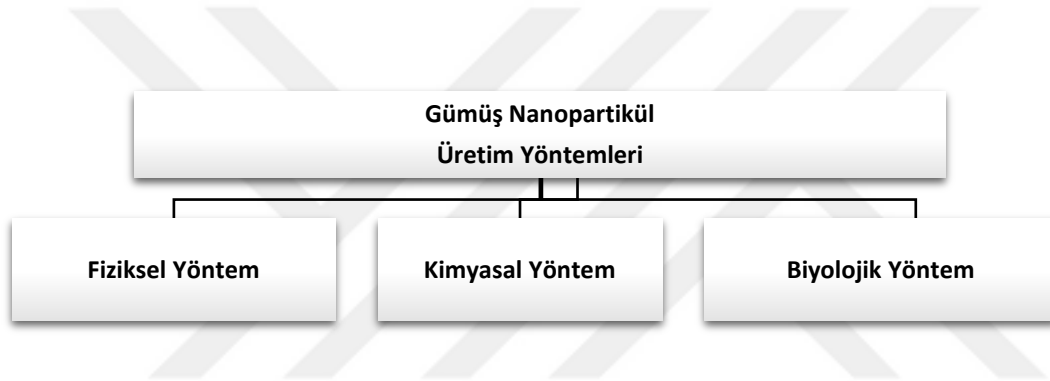 Gümüş Nanopartikül
Üretim Yöntemleri
Fiziksel Yöntem
Kimyasal Yöntem
Biyolojik Yöntem